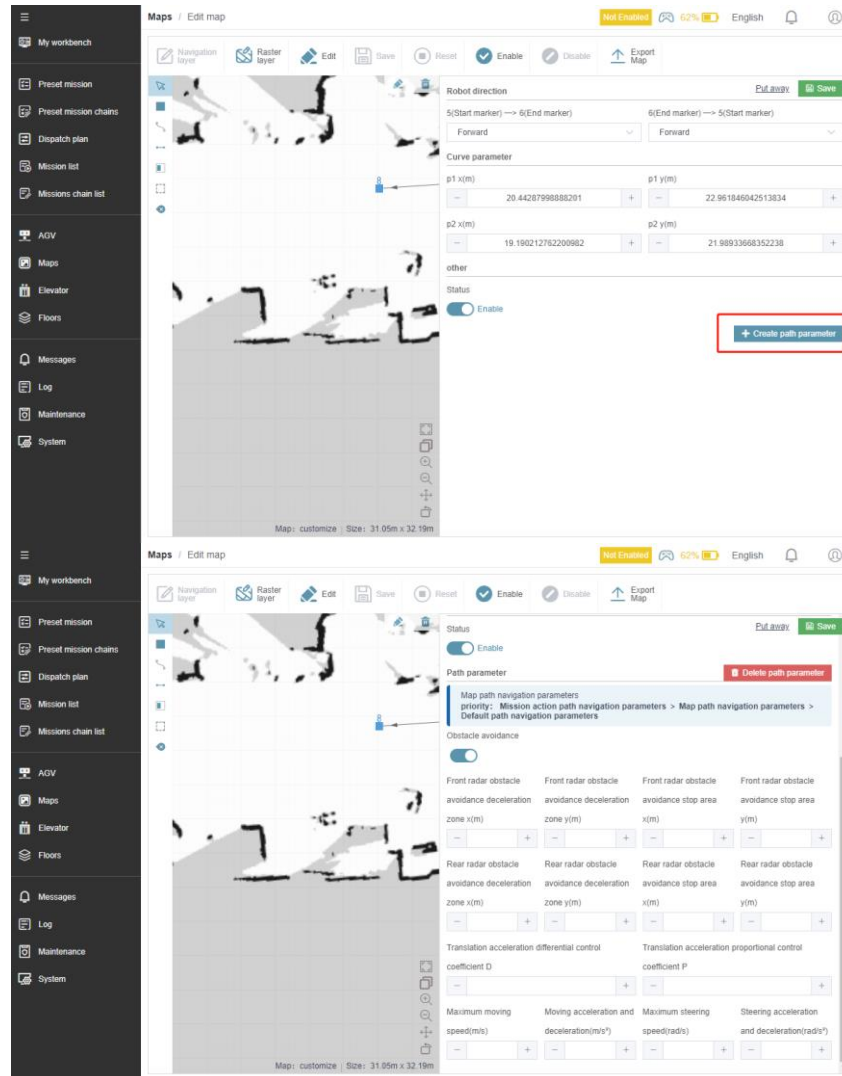 Maps / Edit map
Not Enabled 62% English
My workbench
Preset mission
Preset mission chains
Dispatch plan
Mission list
Missions chain list
AGV
Maps
Elevator
Floors
Messages
Log
Maintenance
System
Navigation layer
Raster layer
Edit
Save
Reset
Enable
Disable
Export Map
8
Map: customize | Size: 31.05m x 32.19m
Robot direction
Put away
Save
5(Start marker) —> 6(End marker)
6(End marker) —> 5(Start marker)
Forward
Forward
Curve parameter
p1 x(m)
p1 y(m)
- 20.44287998888201 +
- 22.961846042513834 +
p2 x(m)
p2 y(m)
- 19.190212762200982 +
- 21.98933668352238 +
other
Status
Enable
+ Create path parameter
Maps / Edit map
Not Enabled 62% English
My workbench
Preset mission
Preset mission chains
Dispatch plan
Mission list
Missions chain list
AGV
Maps
Elevator
Floors
Messages
Log
Maintenance
System
Navigation layer
Raster layer
Edit
Save
Reset
Enable
Disable
Export Map
8
Map: customize | Size: 31.05m x 32.19m
Status
Put away
Save
Enable
Path parameter
Delete path parameter
Map path navigation parameters
priority: Mission action path navigation parameters > Map path navigation parameters >
Default path navigation parameters
Obstacle avoidance
Front radar obstacle avoidance deceleration zone x(m)
Front radar obstacle avoidance deceleration zone y(m)
Front radar obstacle avoidance stop area x(m)
Front radar obstacle avoidance stop area y(m)
- +
- +
- +
- +
Rear radar obstacle avoidance deceleration zone x(m)
Rear radar obstacle avoidance deceleration zone y(m)
Rear radar obstacle avoidance stop area x(m)
Rear radar obstacle avoidance stop area y(m)
- +
- +
- +
- +
Translation acceleration differential control coefficient D
Translation acceleration proportional control coefficient P
- +
- +
Maximum moving speed(m/s)
Moving acceleration and deceleration(m/s²)
Maximum steering speed(rad/s)
Steering acceleration and deceleration(rad/s²)
- +
- +
- +
- +